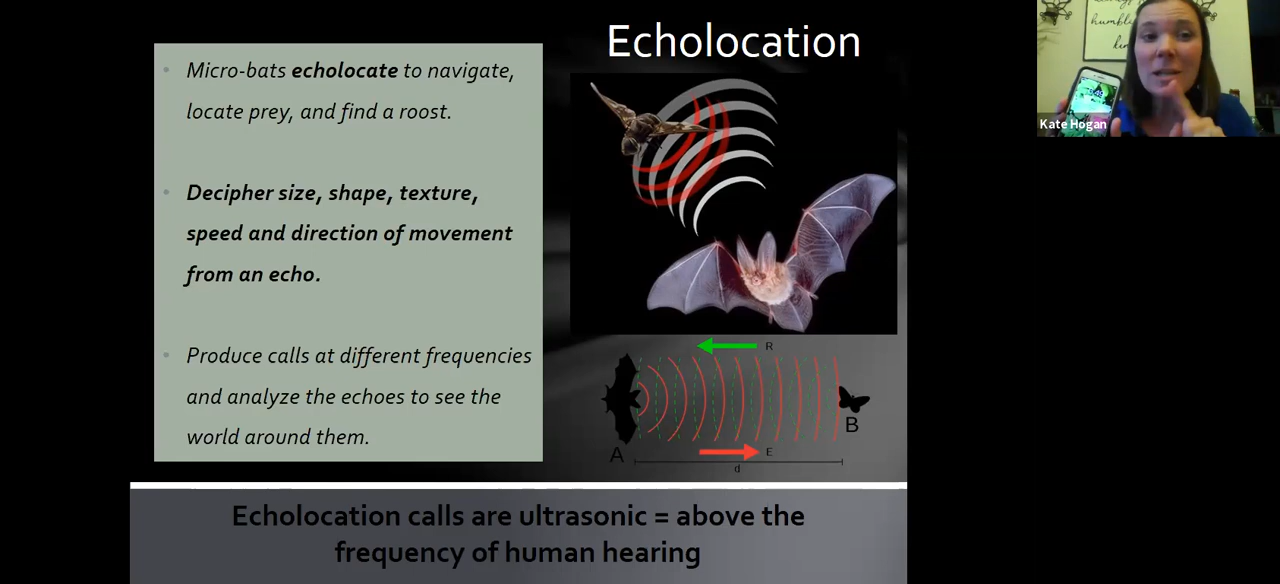 Echolocation
Micro-bats echolocate to navigate,
locate prey, and find a roost.
Decipher size, shape, texture,
speed and direction of movement
from an echo.
Produce calls at different frequencies
and analyze the echoes to see the
world around them.
R
A
B
E
d
Echolocation calls are ultrasonic = above the
frequency of human hearing
humble
Kate Hogan